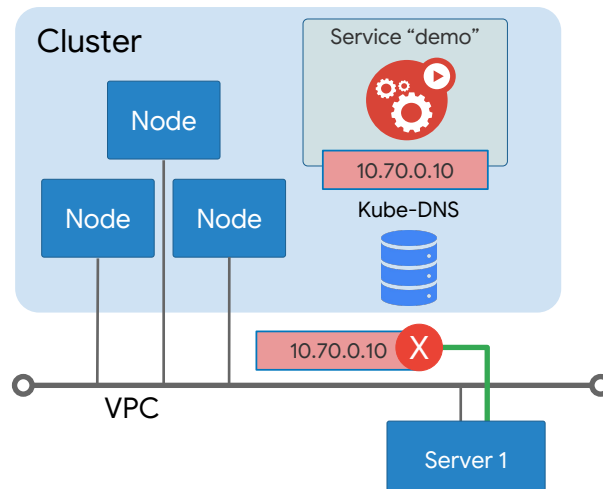 Cluster
Service “demo”
Node
10.70.0.10
Node
Node
Kube-DNS
10.70.0.10
X
VPC
Server 1